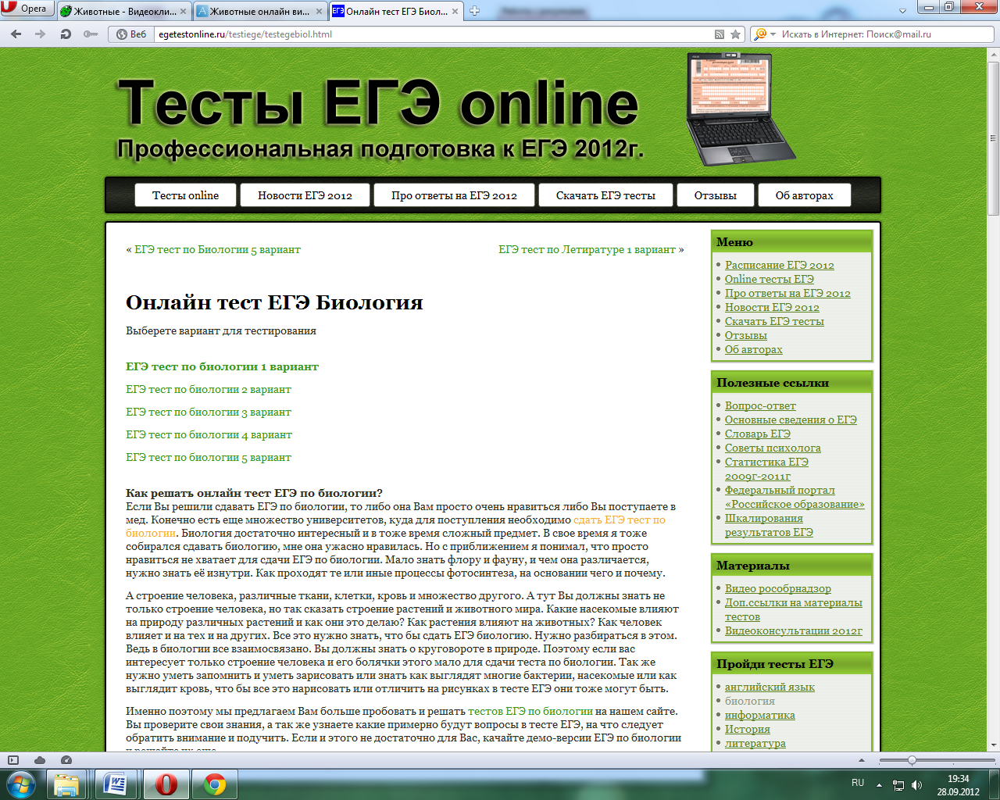 Opera
Животные - Видеокли...
Животные онлайн ви...
ЕГЭ Онлайн тест ЕГЭ Биол...
Веб
egetestonline.ru/testiege/testegebiol.html
Искать в Интернет: Поиск@mail.ru
Тесты ЕГЭ online
Профессиональная подготовка к ЕГЭ 2012г.
Тесты online
Новости ЕГЭ 2012
Про ответы на ЕГЭ 2012
Скачать ЕГЭ тесты
Отзывы
Об авторах
« ЕГЭ тест по Биологии 5 вариант
ЕГЭ тест по Летиратуре 1 вариант »
Онлайн тест ЕГЭ Биология
Выберете вариант для тестирования
ЕГЭ тест по биологии 1 вариант
ЕГЭ тест по биологии 2 вариант
ЕГЭ тест по биологии 3 вариант
ЕГЭ тест по биологии 4 вариант
ЕГЭ тест по биологии 5 вариант
Как решать онлайн тест ЕГЭ по биологии?
Если Вы решили сдавать ЕГЭ по биологии, то либо она Вам просто очень нравиться либо Вы поступаете в
мед. Конечно есть еще множество университетов, куда для поступления необходимо сдать ЕГЭ тест по
биологии. Биология достаточно интересный и в тоже время сложный предмет. В свое время я тоже
собирался сдавать биологию, мне она ужасно нравилась. Но с приближением я понимал, что просто
нравиться не хватает для сдачи ЕГЭ по биологии. Мало знать флору и фауну, и чем она различается,
нужно знать её изнутри. Как проходят те или иные процессы фотосинтеза, на основании чего и почему.
А строение человека, различные ткани, клетки, кровь и множество другого. А тут Вы должны знать не
только строение человека, но так сказать строение растений и животного мира. Какие насекомые влияют
на природу различных растений и как они это делаю? Как растения влияют на животных? Как человек
влияет и на тех и на других. Все это нужно знать, что бы сдать ЕГЭ биологию. Нужно разбираться в этом.
Ведь в биологии все взаимосвязано. Вы должны знать о круговороте в природе. Поэтому если вас
интересует только строение человека и его болячки этого мало для сдачи теста по биологии. Так же
нужно уметь запомнить и уметь зарисовать или знать как выглядят многие бактерии, насекомые или как
выглядит кровь, что бы все это нарисовать или отличить на рисунках в тесте ЕГЭ они тоже могут быть.
Именно поэтому мы предлагаем Вам больше пробовать и решать тестов ЕГЭ по биологии на нашем сайте.
Вы проверите свои знания, а так же узнаете какие примерно будут вопросы в тесте ЕГЭ, на что следует
обратить внимание и подучить. Если и этого не достаточно для Вас, качайте демо-версии ЕГЭ по биологии
и решайте их еще
Меню
Расписание ЕГЭ 2012
Online тесты ЕГЭ
Про ответы на ЕГЭ 2012
Новости ЕГЭ 2012
Скачать ЕГЭ тесты
Отзывы
Об авторах
Полезные ссылки
Вопрос-ответ
Основные сведения о ЕГЭ
Словарь ЕГЭ
Советы психолога
Статистика ЕГЭ
2009г-2011г
Федеральный портал
«Российское образование»
Шкалирования
результатов ЕГЭ
Материалы
Видео рособрнадзор
Доп.ссылки на материалы
тестов
Видеоконсультации 2012г
Пройди тесты ЕГЭ
английский язык
биология
информатика
История
литература
RU
19:34
28.09.2012